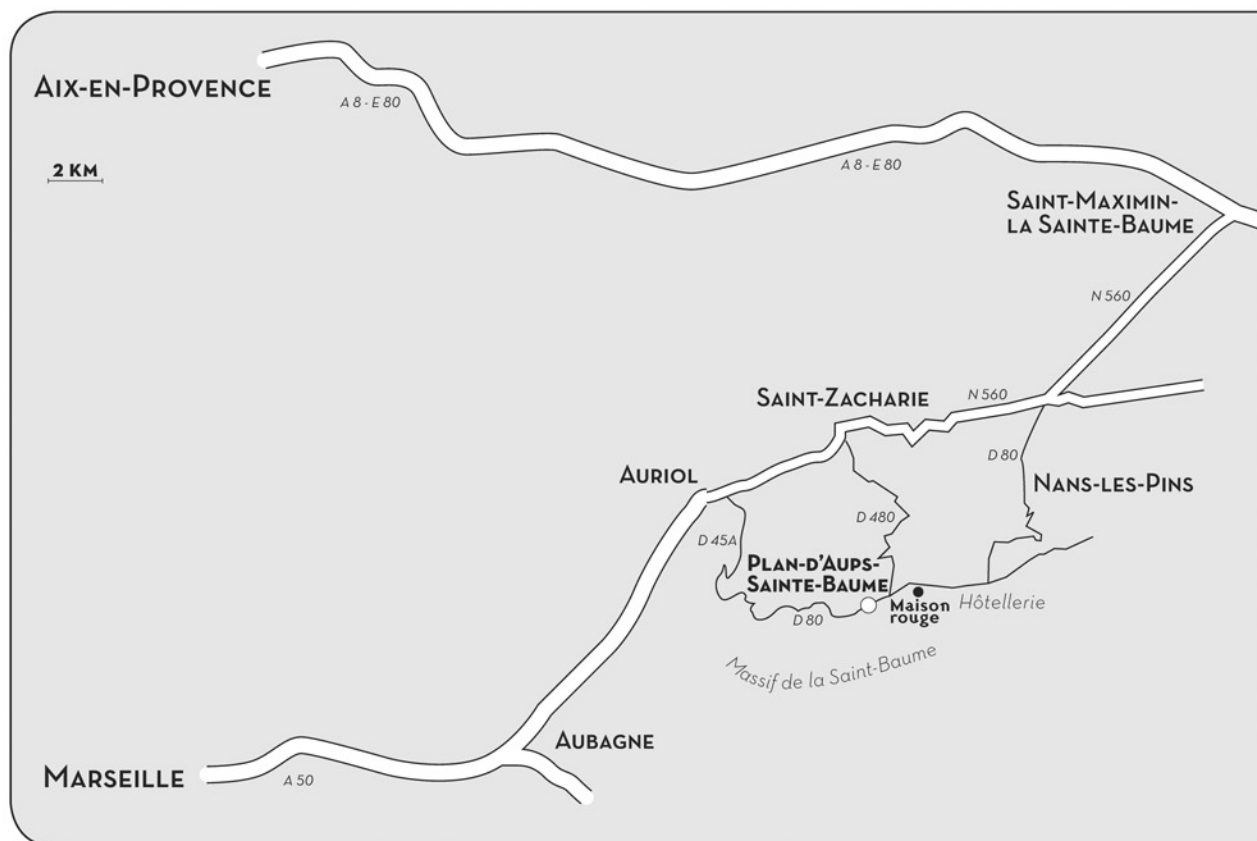 AIX-EN-PROVENCE
A 8 - E 80
2 KM
A 8 - E 80
SAINT-MAXIMIN-
LA SAINTE-BAUME
N 560
SAINT-ZACHARIE
N 560
AURIOL
D 80
NANS-LES-PINS
D 480
D 45A
PLAN-D'AUPS-
SAINTE-BAUME
Maison
rouge
Hôtellerie
D 80
Massif de la Saint-Baume
AUBAGNE
MARSEILLE
A 50